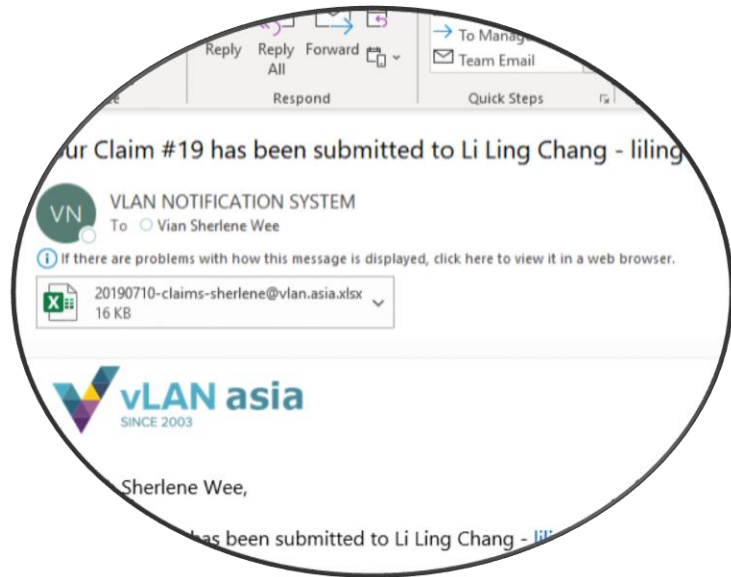 Reply
Reply All
Forward
To Manag
Team Email
Respond
Quick Steps
ur Claim #19 has been submitted to Li Ling Chang - liling
VN
VLAN NOTIFICATION SYSTEM
To Vian Sherlene Wee
If there are problems with how this message is displayed, click here to view it in a web browser.
20190710-claims-sherlene@vlan.asia.xlsx
16 KB
vLAN asia
SINCE 2003
Sherlene Wee,
has been submitted to Li Ling Chang - lili